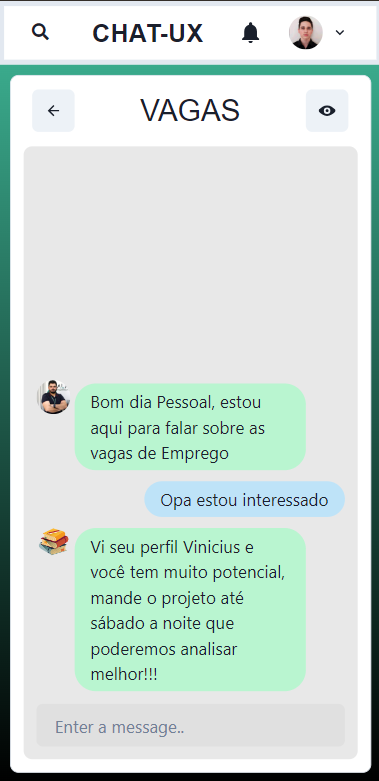 CHAT-UX
VAGAS
Bom dia Pessoal, estou
aqui para falar sobre as
vagas de Emprego
Opa estou interessado
Vi seu perfil Vinicius e
você tem muito potencial,
mande o projeto até
sábado a noite que
poderemos analisar
melhor!!!
Enter a message..